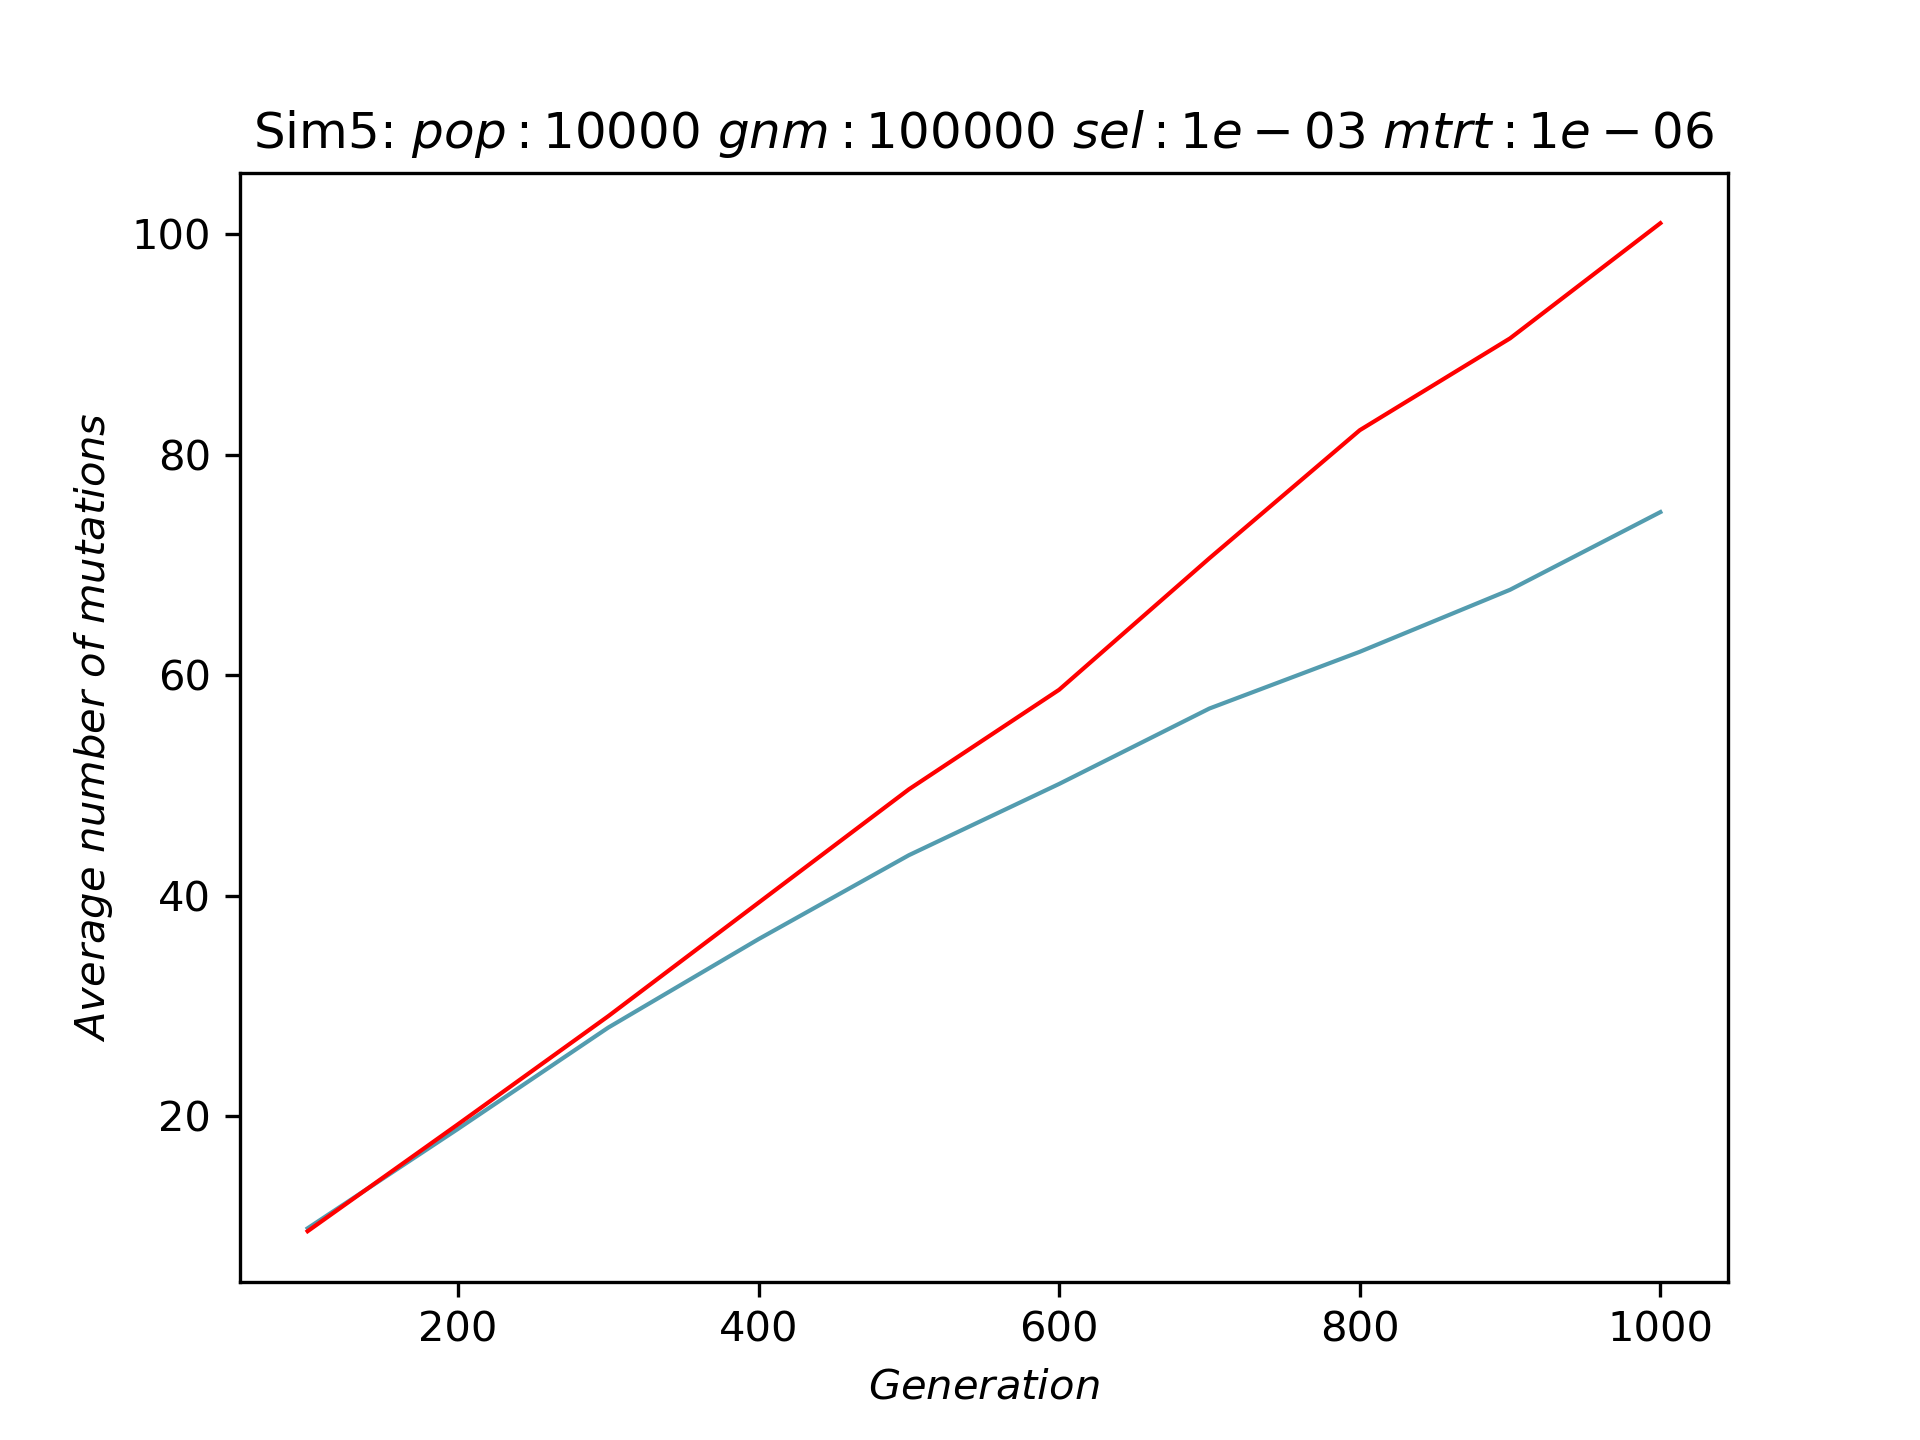 Sim5: pop : 10000 gnm : 100000 sel : 1e − 03 mtrt : 1e − 06
100
80
60
40
20
Average number of mutations
200 400 600 800 1000
Generation